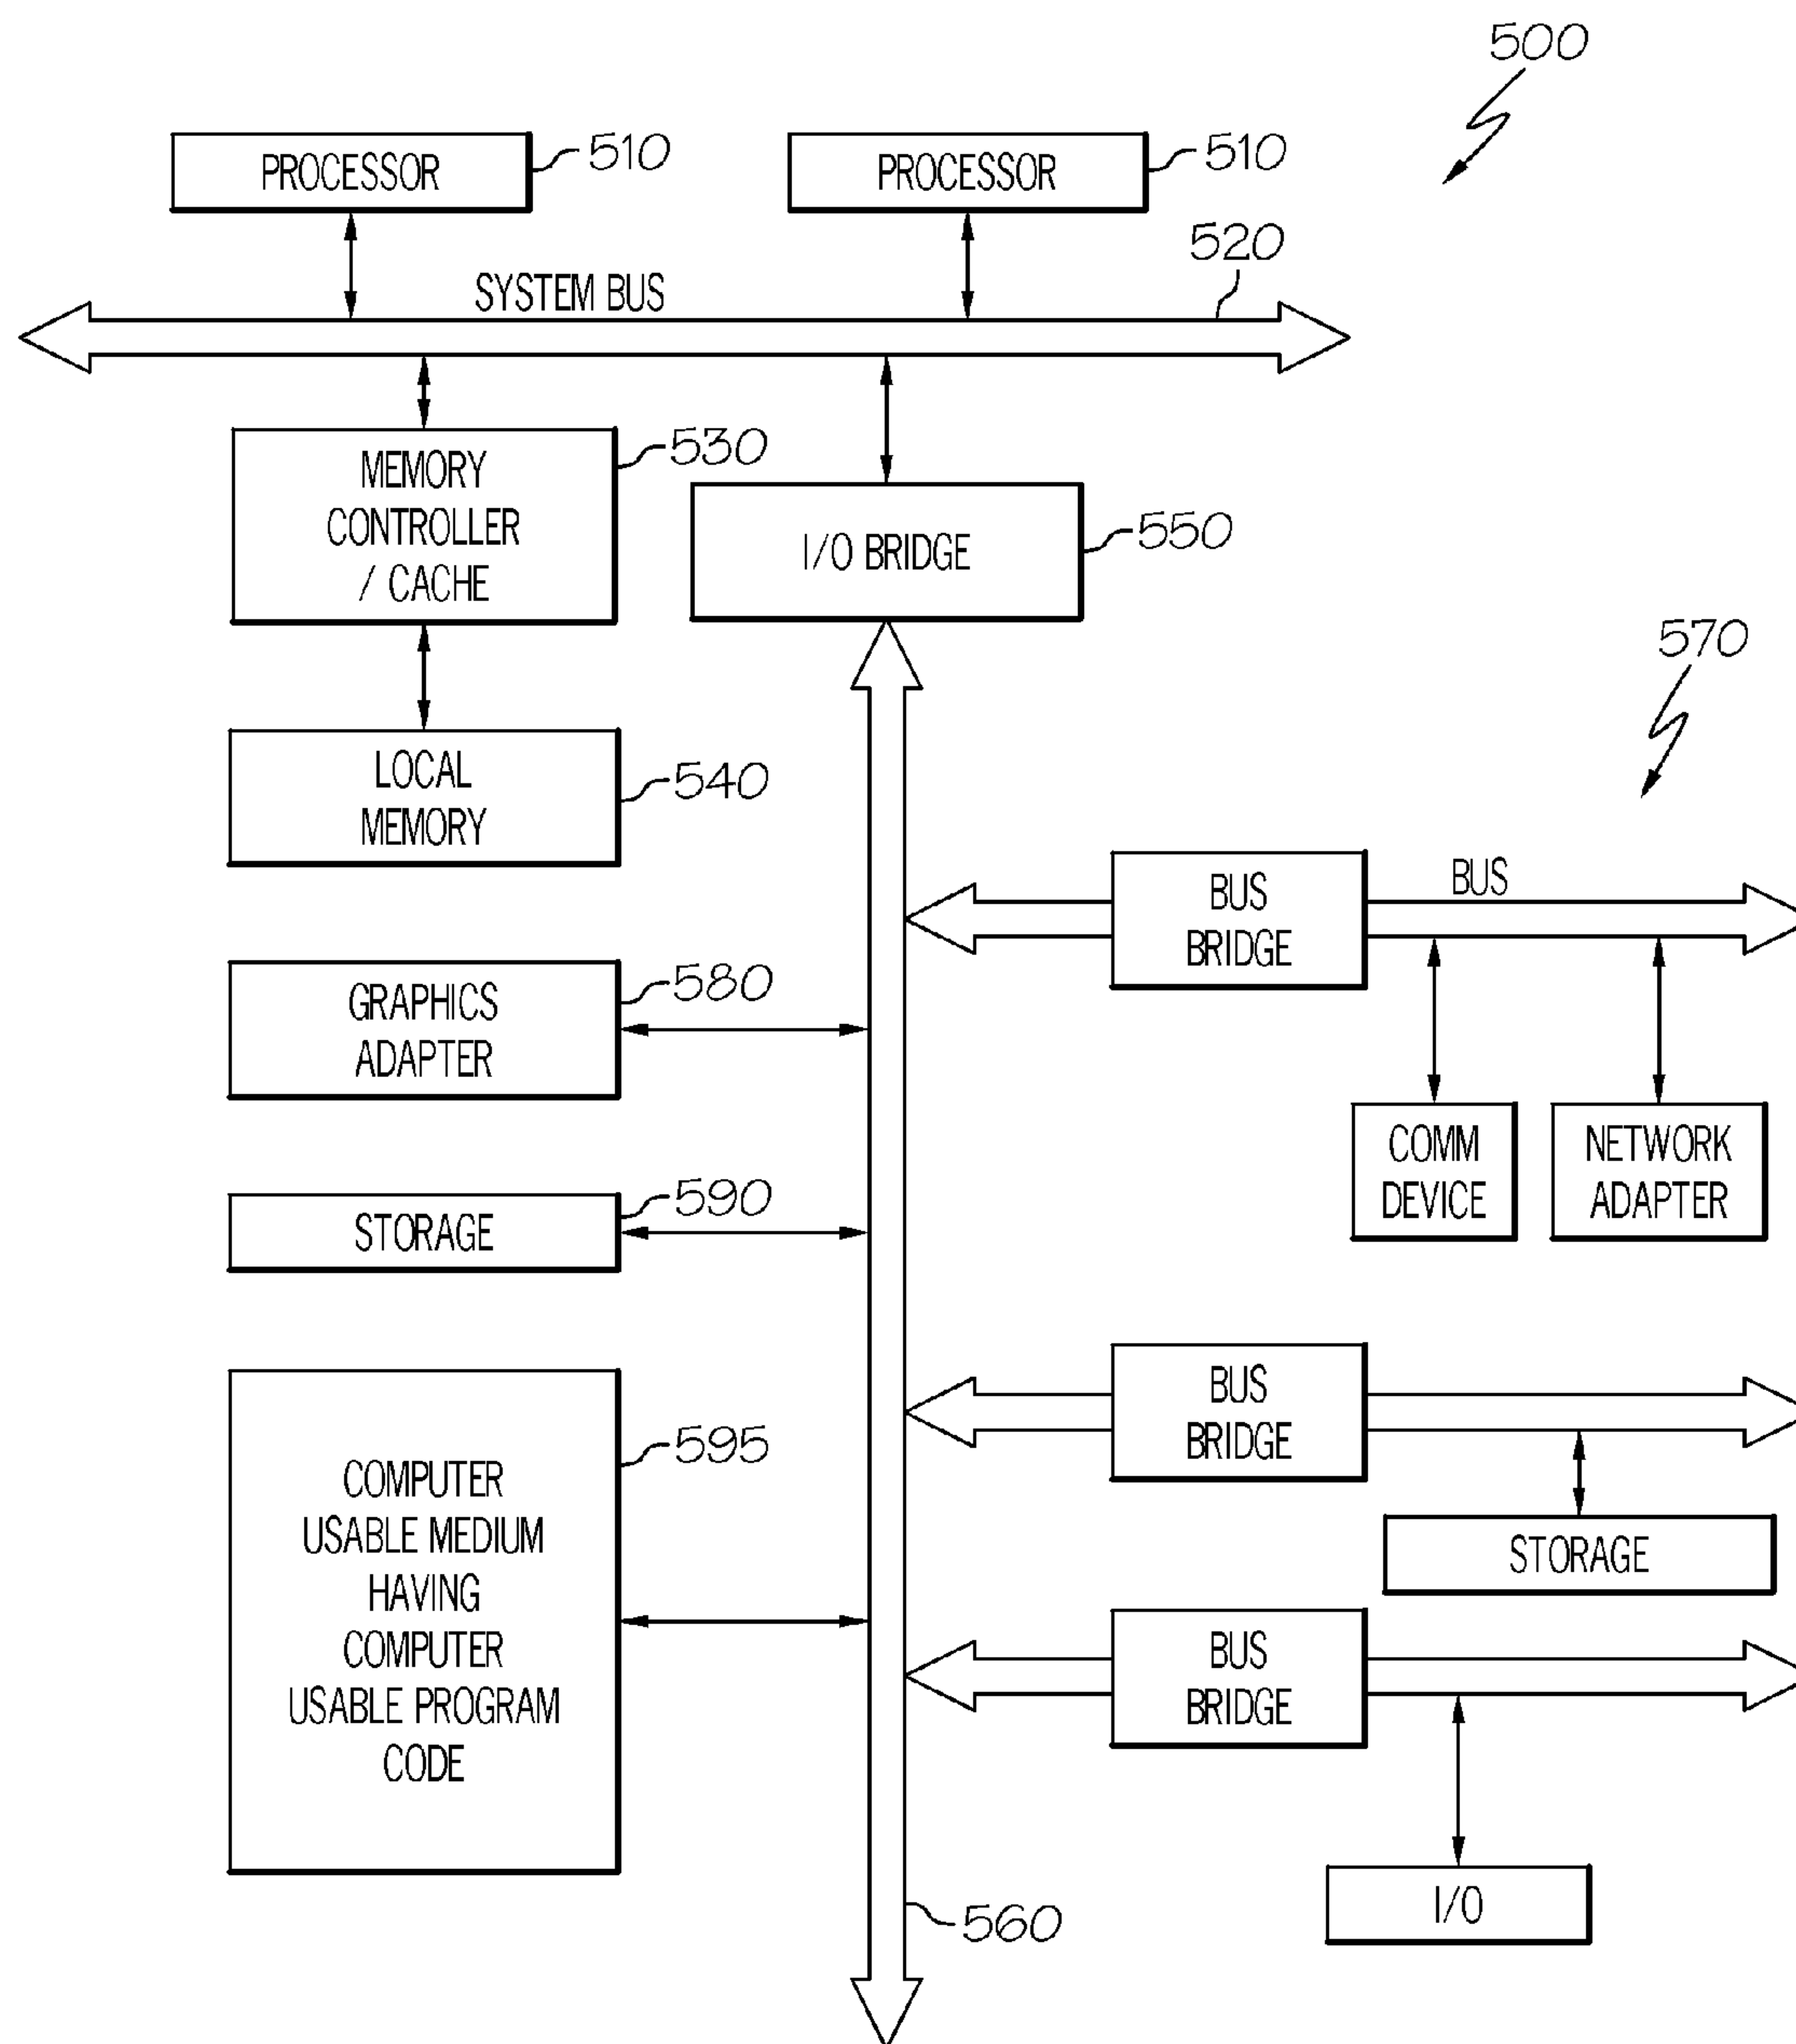 500
PROCESSOR
510
PROCESSOR
510
520
SYSTEM BUS
530
MEMORY
CONTROLLER
/ CACHE
550
I/O BRIDGE
570
LOCAL
MEMORY
540
BUS
BRIDGE
BUS
580
GRAPHICS
ADAPTER
COMM
DEVICE
NETWORK
ADAPTER
590
STORAGE
BUS
BRIDGE
595
COMPUTER
USABLE MEDIUM
HAVING
COMPUTER
USABLE PROGRAM
CODE
STORAGE
BUS
BRIDGE
560
I/O